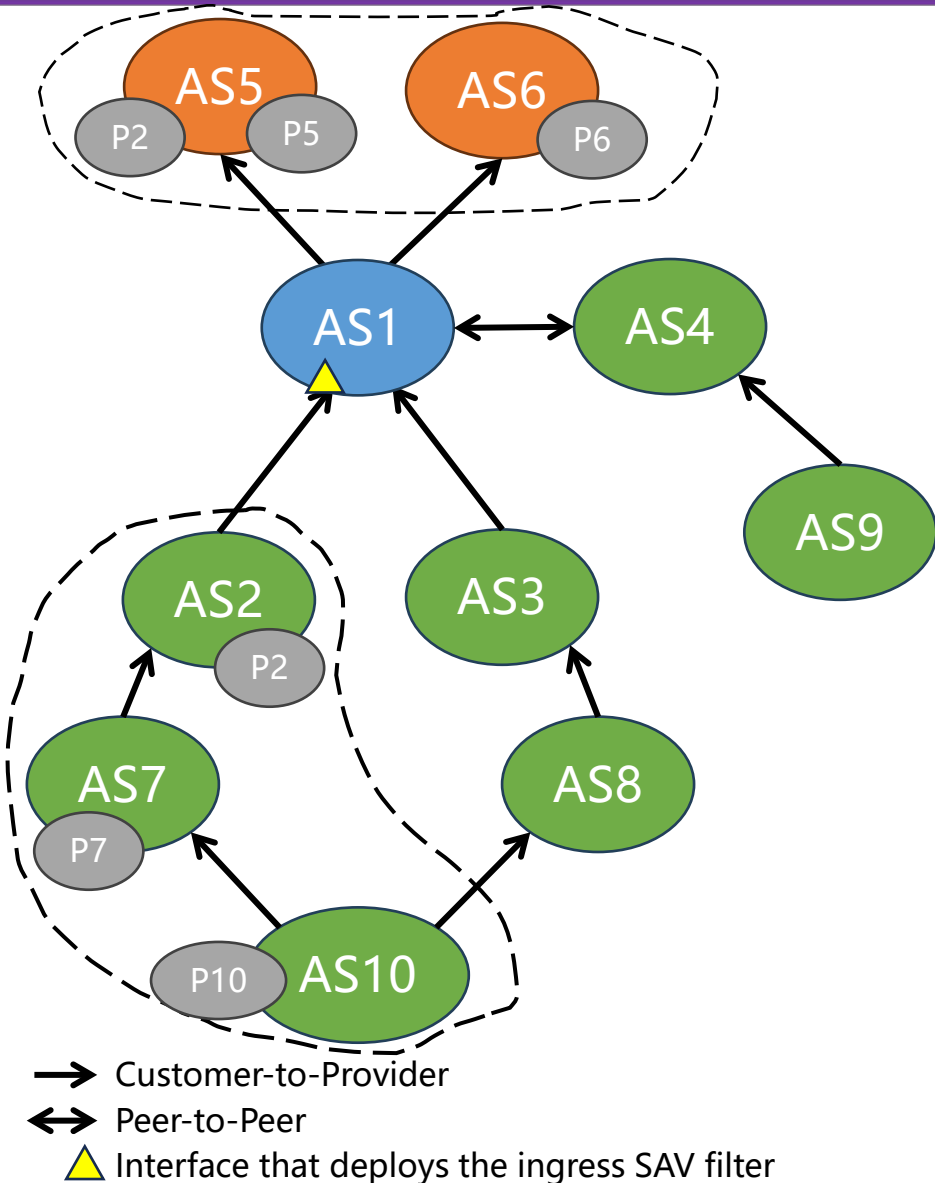 AS5
AS6
P2
P5
P6
AS1
AS4
AS9
AS2
AS3
P2
AS7
AS8
P7
P10
AS10
Customer-to-Provider
Peer-to-Peer
Interface that deploys the ingress SAV filter